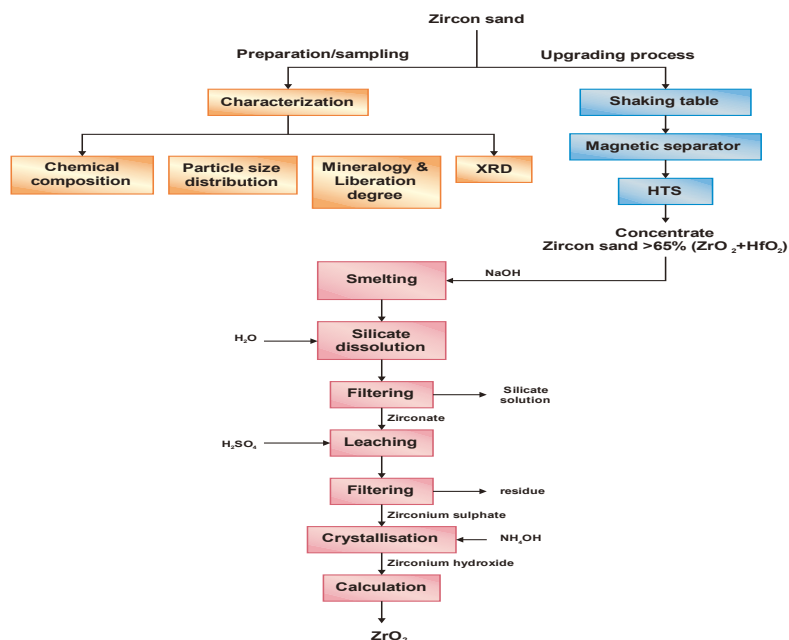 Zircon sand
Preparation/sampling
Upgrading process
Characterization
Shaking table
Magnetic separator
Chemical
composition
Particle size
distribution
Mineralogy &
Liberation
degree
XRD
HTS
Concentrate
Zircon sand >65% (ZrO₂+HfO₂)
NaOH
Smelting
H₂O
Silicate
dissolution
Filtering
Silicate
solution
Zirconate
H₂SO₄
Leaching
Filtering
residue
Zirconium sulphate
Crystallisation
NH₄OH
Zirconium hydroxide
Calculation
ZrO₂